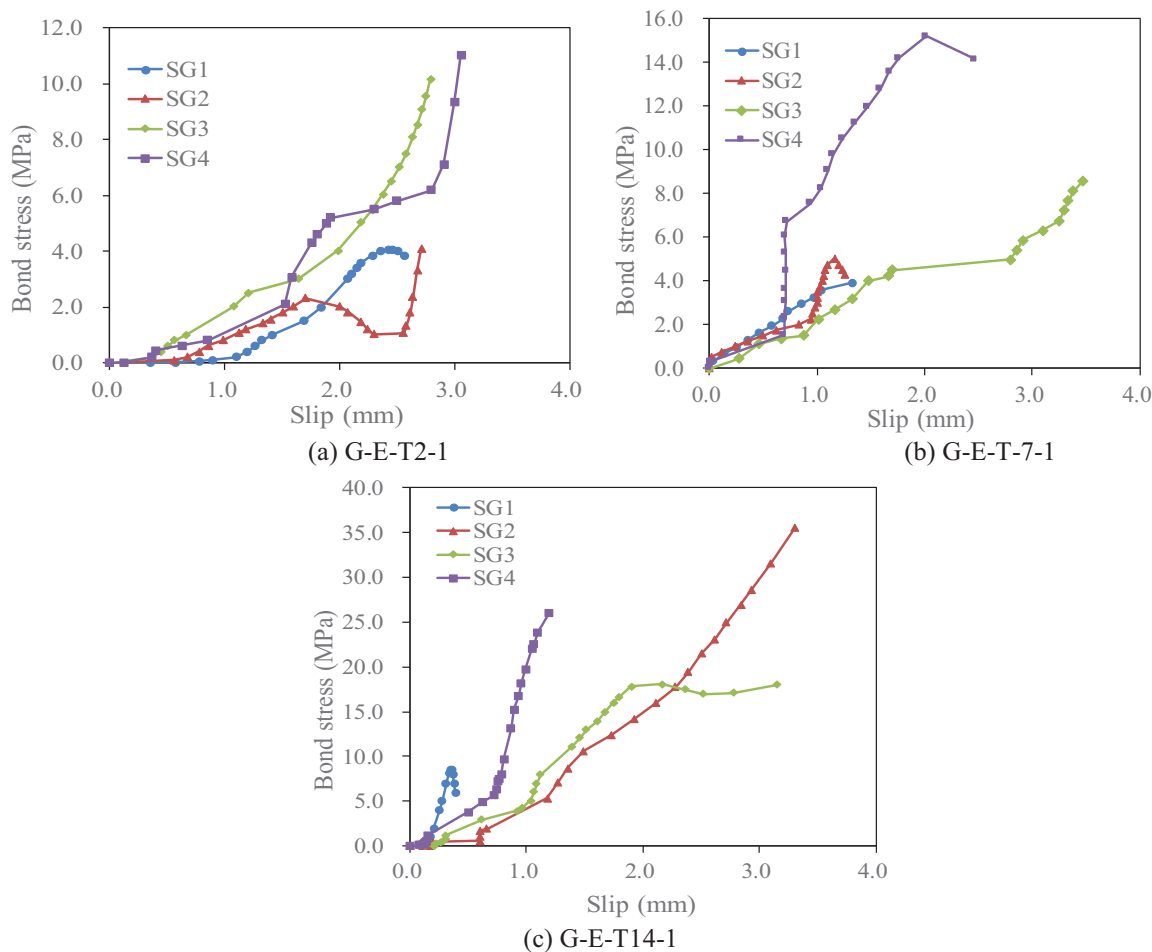 12.0
10.0
8.0
6.0
4.0
2.0
0.0
Bond stress (MPa)
SG1
SG2
SG3
SG4
0.0 1.0 2.0 3.0 4.0
Slip (mm)
(a) G-E-T2-1
16.0
14.0
12.0
10.0
8.0
6.0
4.0
2.0
0.0
Bond stress (MPa)
SG1
SG2
SG3
SG4
0.0 1.0 2.0 3.0 4.0
Slip (mm)
(b) G-E-T-7-1
40.0
35.0
30.0
25.0
20.0
15.0
10.0
5.0
0.0
Bond stress (MPa)
SG1
SG2
SG3
SG4
0.0 1.0 2.0 3.0 4.0
Slip (mm)
(c) G-E-T14-1